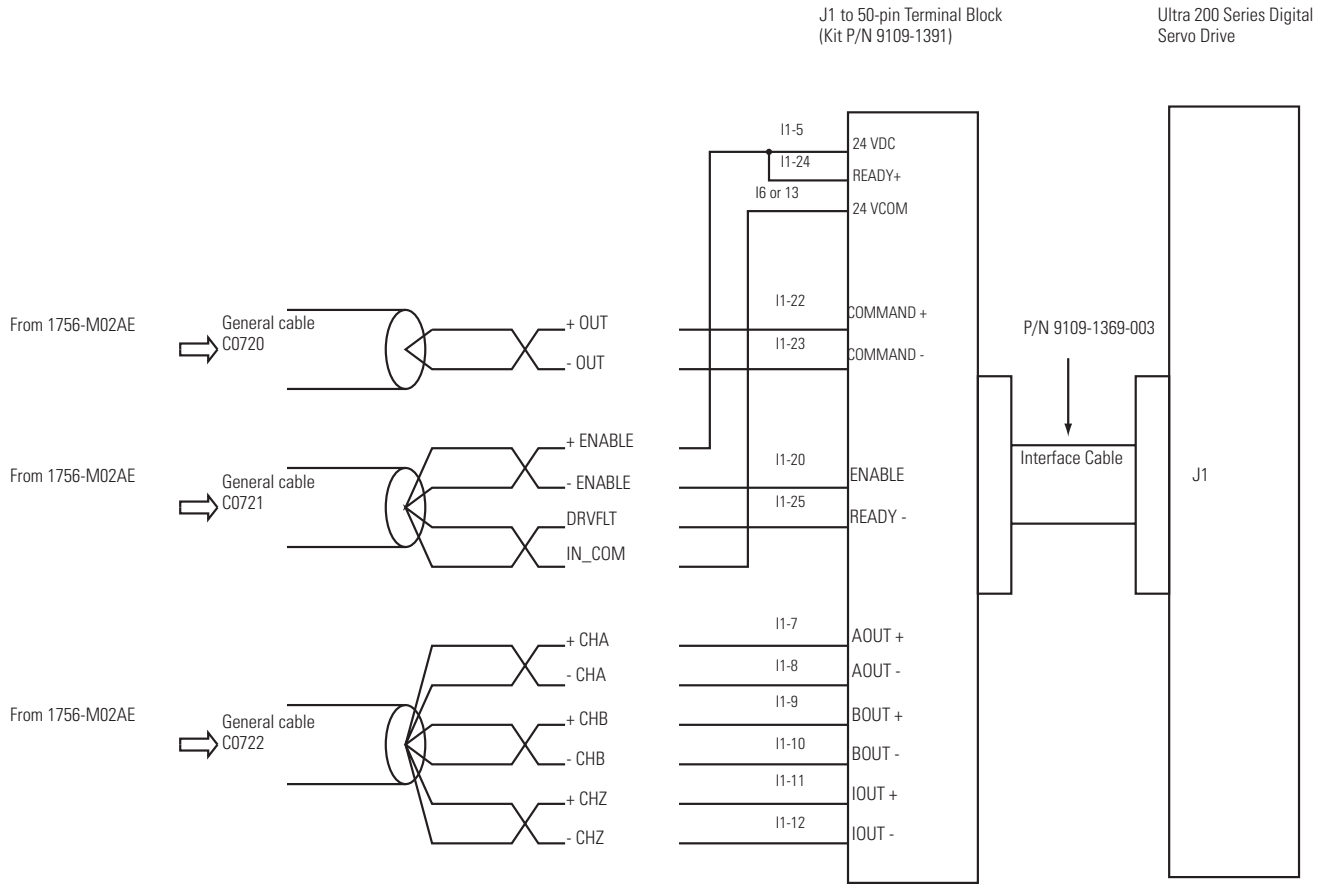 J1 to 50-pin Terminal Block
(Kit P/N 9109-1391)
Ultra 200 Series Digital
Servo Drive
I1-5
24 VDC
I1-24
READY+
I6 or 13
24 VCOM
From 1756-M02AE
General cable
C0720
+ OUT
- OUT
I1-22
COMMAND +
I1-23
COMMAND -
P/N 9109-1369-003
From 1756-M02AE
General cable
C0721
+ ENABLE
- ENABLE
DRVFLT
IN_COM
I1-20
ENABLE
I1-25
READY -
Interface Cable
J1
From 1756-M02AE
General cable
C0722
+ CHA
- CHA
+ CHB
- CHB
+ CHZ
- CHZ
I1-7
AOUT +
I1-8
AOUT -
I1-9
BOUT +
I1-10
BOUT -
I1-11
IOUT +
I1-12
IOUT -